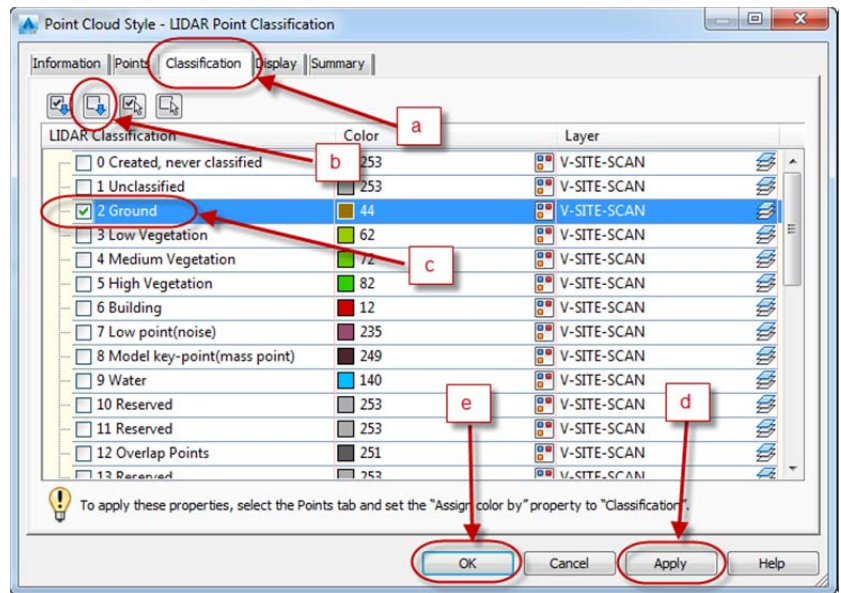 Point Cloud Style - LIDAR Point Classification
Information Points Classification Display Summary
a
LIDAR Classification Color Layer
b
0 Created, never classified 253 V-SITE-SCAN
1 Unclassified 253 V-SITE-SCAN
2 Ground 44 V-SITE-SCAN
3 Low Vegetation 62 V-SITE-SCAN
c
4 Medium Vegetation 72 V-SITE-SCAN
5 High Vegetation 82 V-SITE-SCAN
6 Building 12 V-SITE-SCAN
7 Low point(noise) 235 V-SITE-SCAN
8 Model key-point(mass point) 249 V-SITE-SCAN
9 Water 140 V-SITE-SCAN
e d
10 Reserved 253 V-SITE-SCAN
11 Reserved 253 V-SITE-SCAN
12 Overlap Points 251 V-SITE-SCAN
13 Reserved 253 V-SITE-SCAN
To apply these properties, select the Points tab and set the "Assign color by" property to "Classification".
OK Cancel Apply Help